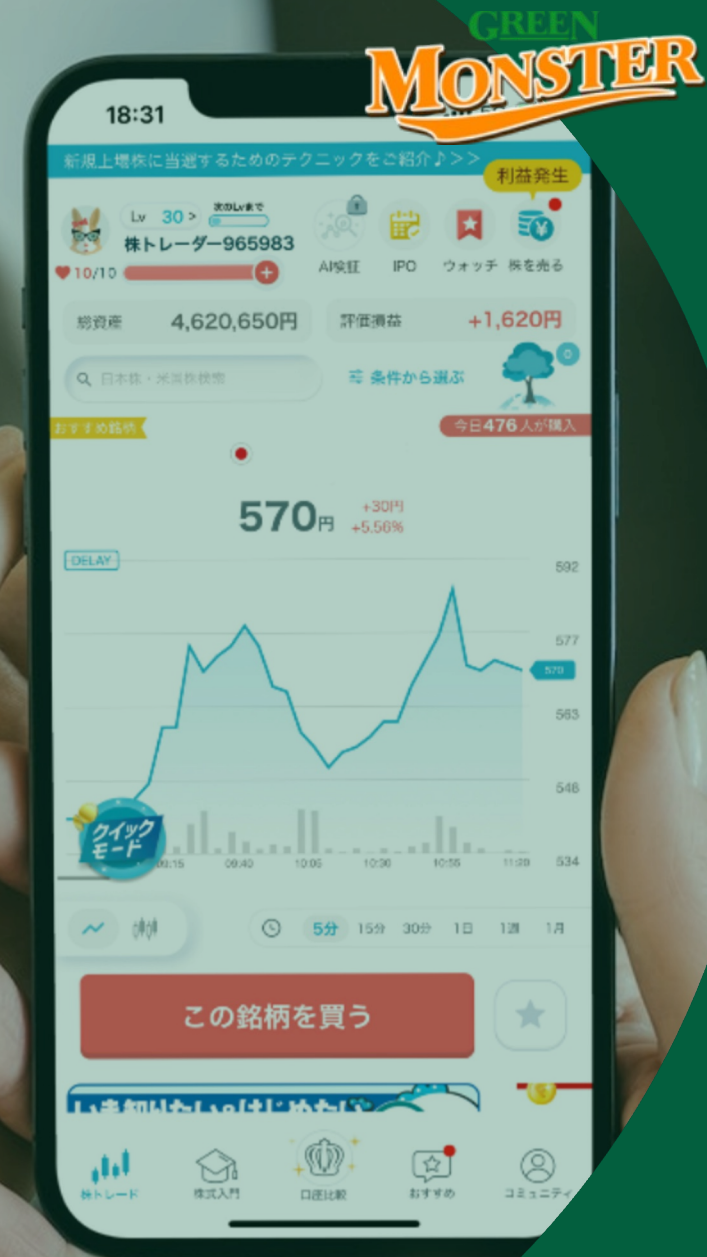 GREEN
MONSTER
18:31
新規上場株に当選するためのテクニックをご紹介♪>>
利益発生
Lv 30 >
次のLvまで
株トレーダー965983
10/10
AI検証
IPO
ウォッチ
株を売る
総資産 4,620,650円
評価損益 +1,620円
日本株・米国株検索
条件から選ぶ
0
おすすめ銘柄
今日476人が購入
570円
+30円
+5.56%
DELAY
592
577
570
563
548
534
クイック
モード
09:15 09:40 10:05 10:30 10:55 11:20
5分 15分 30分 1日 1週 1月
この銘柄を買う
株トレード
株式入門
口座比較
おすすめ
コミュニティ